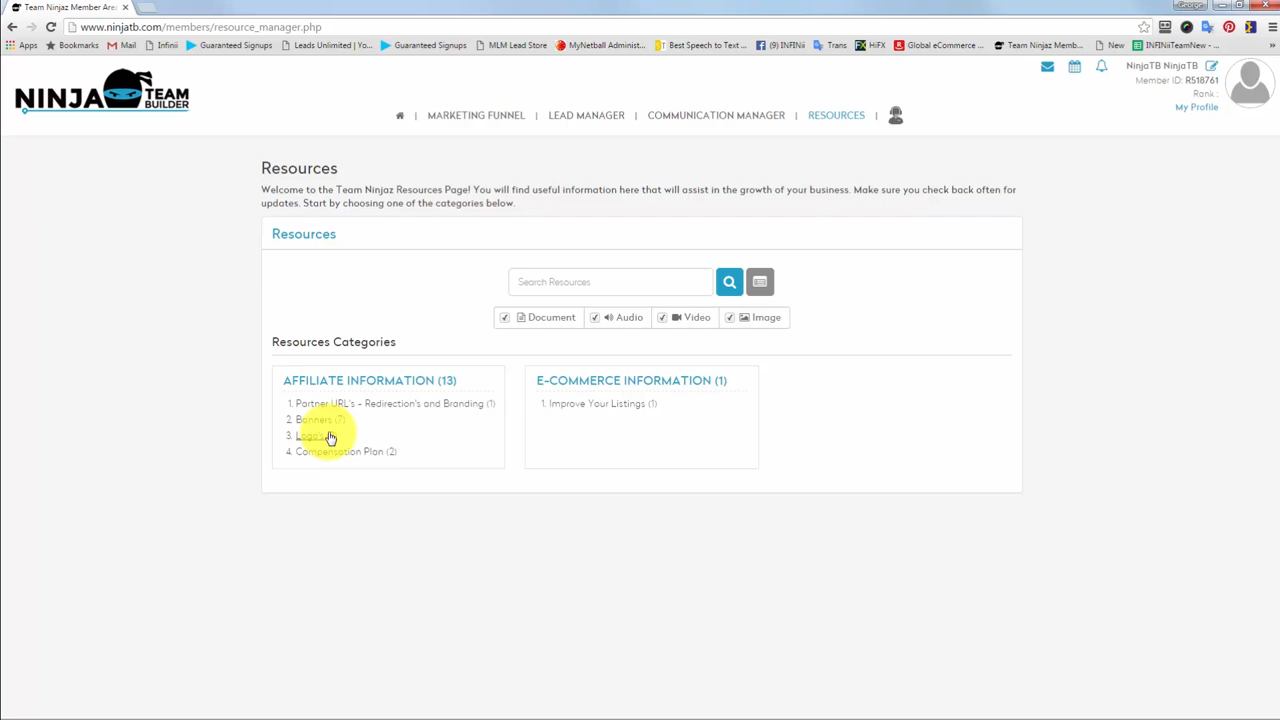 Team Ninjaz Member Are
George
www.ninjatb.com/members/resource_manager.php
Apps Bookmarks Mail Infinii Guaranteed Signups Leads Unlimited | Yo... Guaranteed Signups MLM Lead Store MyNetball Administ... Best Speech to Text ... (9) INFINii Trans HiFX Global eCommerce ... Team Ninjaz Memb... New INFINiiTeamNew - ... »
NINJA TEAM BUILDER
NinjaTB NinjaTB
Member ID: R518761
Rank :
My Profile
| MARKETING FUNNEL | LEAD MANAGER | COMMUNICATION MANAGER | RESOURCES |
Resources
Welcome to the Team Ninjaz Resources Page! You will find useful information here that will assist in the growth of your business. Make sure you check back often for
updates. Start by choosing one of the categories below.
Resources
Search Resources
Document Audio Video Image
Resources Categories
AFFILIATE INFORMATION (13)
1. Partner URL's - Redirection's and Branding (1)
2. Banners (7)
3. Logo's
4. Compensation Plan (2)
E-COMMERCE INFORMATION (1)
1. Improve Your Listings (1)